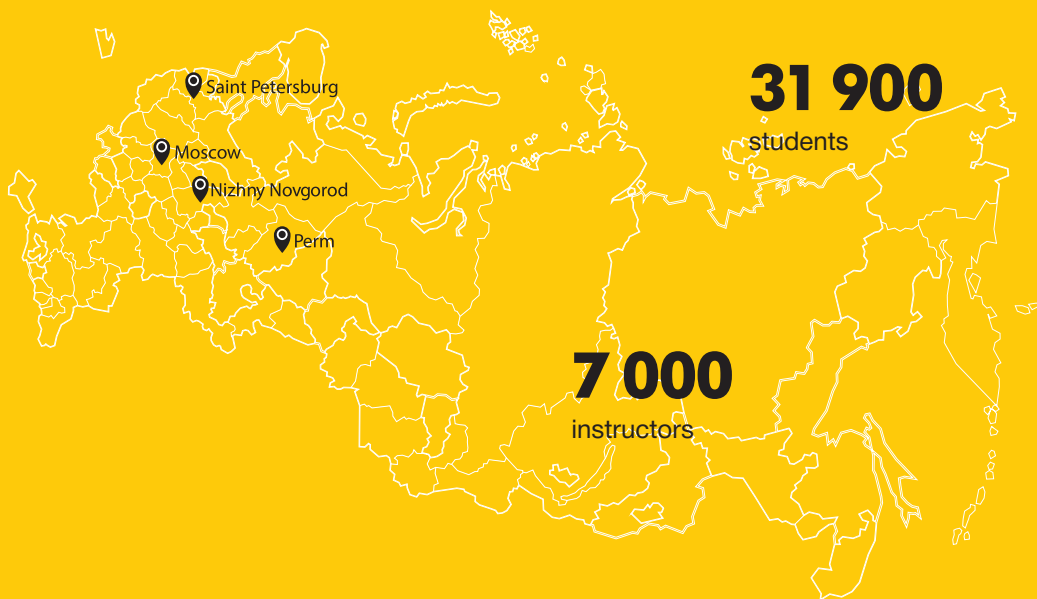 31 900
students
Saint Petersburg
Moscow
Nizhny Novgorod
Perm
7 000
instructors